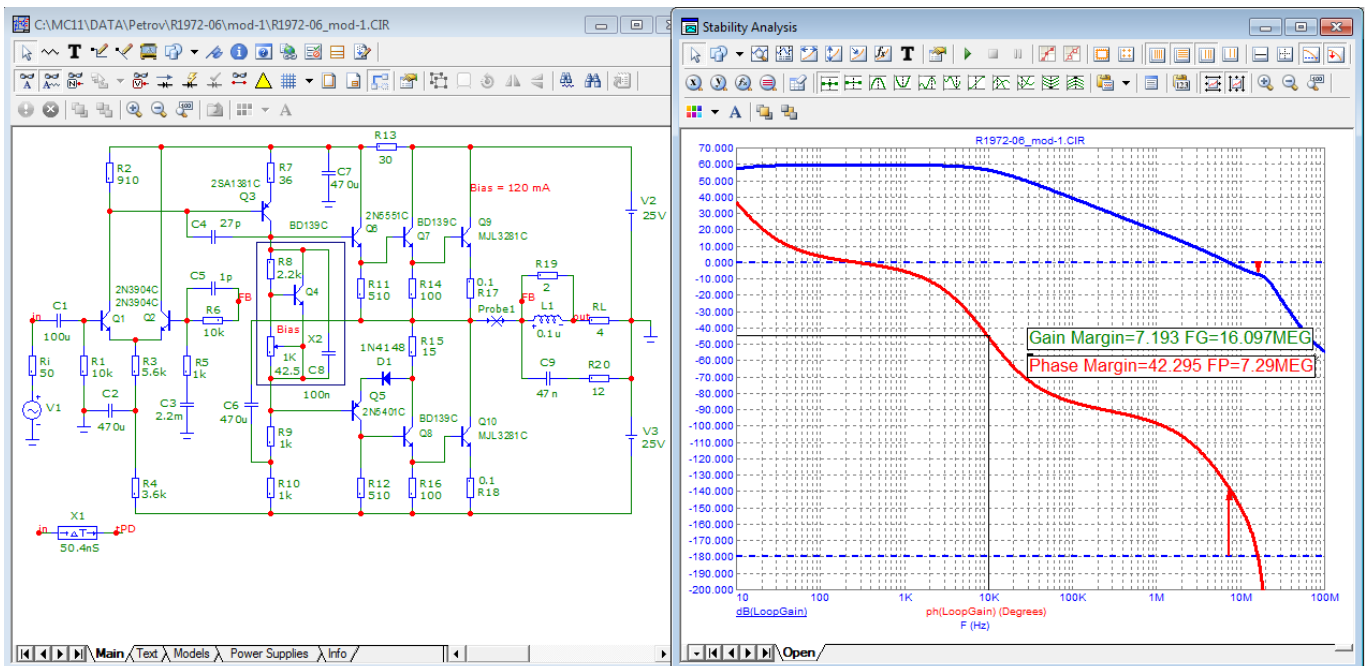 C:\MC11\DATA\Petrov\R1972-06\mod-1\R1972-06_mod-1.CIR
R13
30
R2
910
R7
36
C7
470u
2SA1381C
Q3
Bias = 120 mA
V2
25V
C4 27p
BD139C
2N5551C
Q6
BD139C
Q7
Q9
MJL3281C
R8
2.2k
Q4
C5
1p
FB
R19
2
2N3904C
2N3904C
R11
510
R14
100
0.1
R17
FB
in
C1
100u
Q1
Q2
R6
10k
Probe1
L1
0.1u
out
RL
4
Bias
1K
42.5
X2
C8
100n
1N4148
D1
R15
15
Ri
50
R1
10k
R3
5.6k
R5
1k
C9
47n
R20
12
V1
C2
470u
C3
2.2m
C6
470u
Q5
2N5401C
BD139C
Q8
Q10
MJL3281C
V3
25V
R9
1k
R4
3.6k
R10
1k
R12
510
R16
100
0.1
R18
in
X1
tPD
ΔT
50.4nS
Main Text Models Power Supplies Info
Stability Analysis
R1972-06_mod-1.CIR
70.000
60.000
50.000
40.000
30.000
20.000
10.000
0.000
-10.000
-20.000
-30.000
-40.000
-50.000
-60.000
-70.000
-80.000
-90.000
-100.000
-110.000
-120.000
-130.000
-140.000
-150.000
-160.000
-170.000
-180.000
-190.000
-200.000
Gain Margin=7.193 FG=16.097MEG
Phase Margin=42.295 FP=7.29MEG
10 100 1K 10K 100K 1M 10M 100M
dB(LoopGain) ph(LoopGain) (Degrees)
F (Hz)
Open